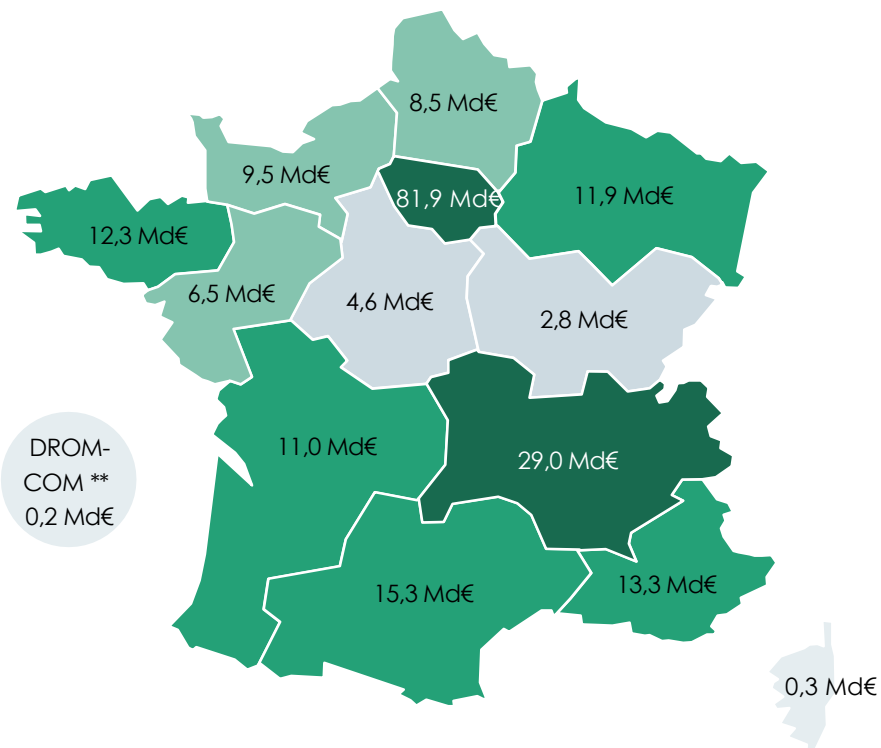 8,5 Md€
9,5 Md€
81,9 Md€
11,9 Md€
12,3 Md€
6,5 Md€
4,6 Md€
2,8 Md€
11,0 Md€
29,0 Md€
DROM-
COM **
0,2 Md€
15,3 Md€
13,3 Md€
0,3 Md€